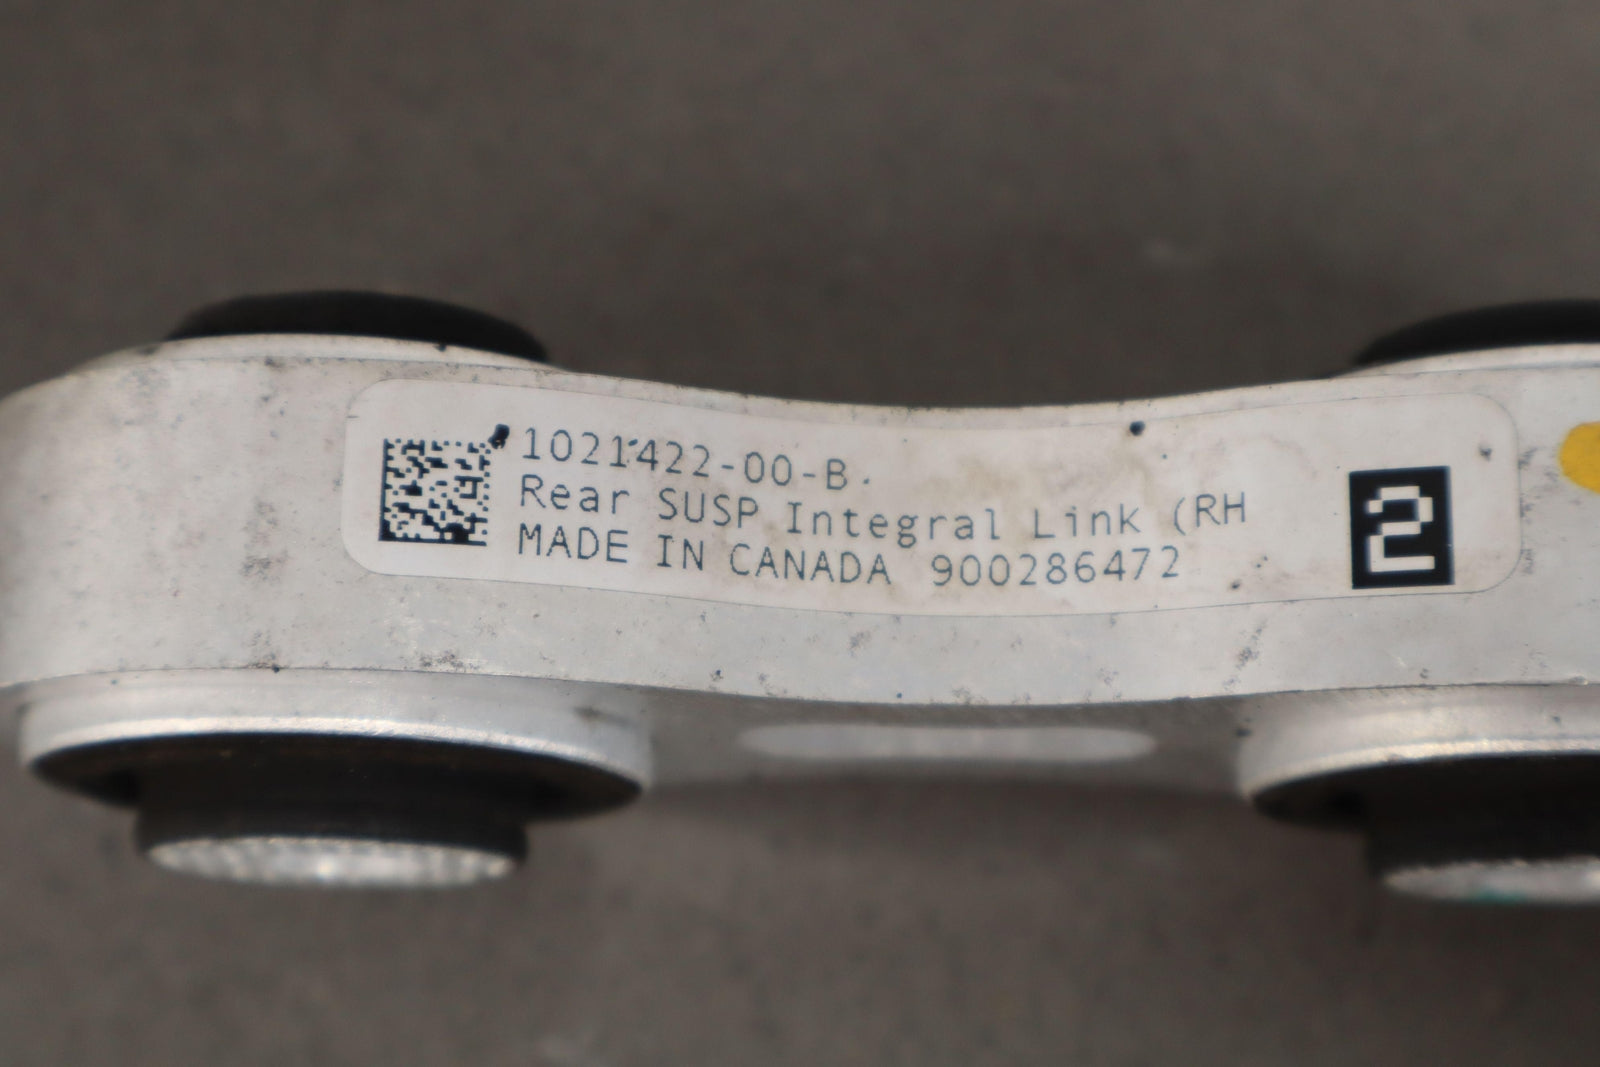 1021422-00-B
Rear SUSP Integral Link (RH
MADE IN CANADA 900286472
2